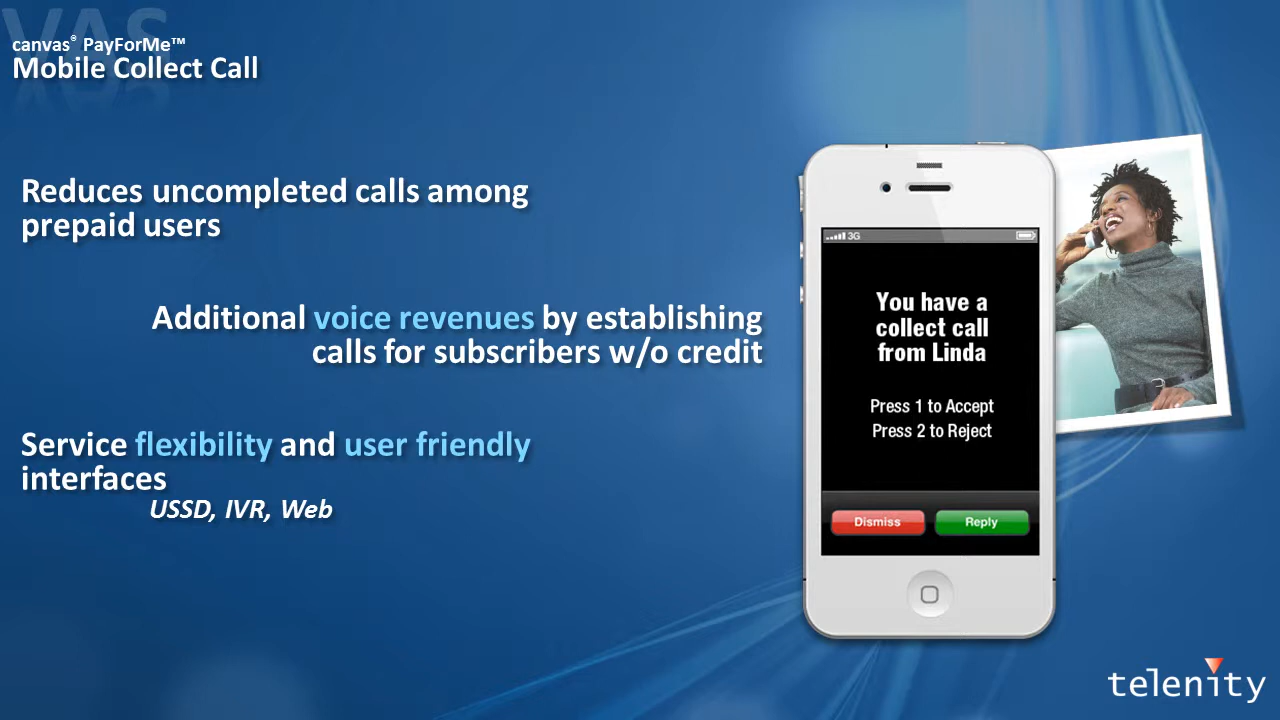 VAS
canvas® PayForMe™
Mobile Collect Call
Reduces uncompleted calls among
prepaid users
Additional voice revenues by establishing
calls for subscribers w/o credit
Service flexibility and user friendly
interfaces
USSD, IVR, Web
3G
You have a
collect call
from Linda
Press 1 to Accept
Press 2 to Reject
Dismiss Reply
telenity